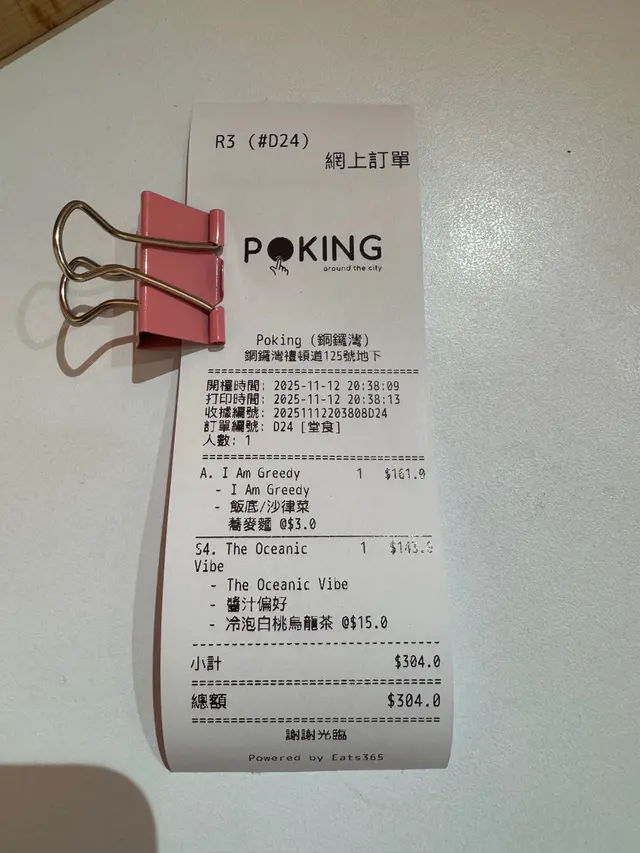 R3 (#D24)
網上訂單
POKING
around the city
Poking (銅鑼灣)
銅鑼灣禮頓道125號地下
開檯時間: 2025-11-12 20:38:09
打印時間: 2025-11-12 20:38:13
收據編號: 20251112203808D24
訂單編號: D24 [堂食]
人數: 1
A. I Am Greedy 1 $161.0
- I Am Greedy
- 飯底/沙律菜
蕎麥麵 @$3.0
S4. The Oceanic 1 $143.0
Vibe
- The Oceanic Vibe
- 醬汁偏好
- 冷泡白桃烏龍茶 @$15.0
小計 $304.0
總額 $304.0
謝謝光臨
Powered by Eats365